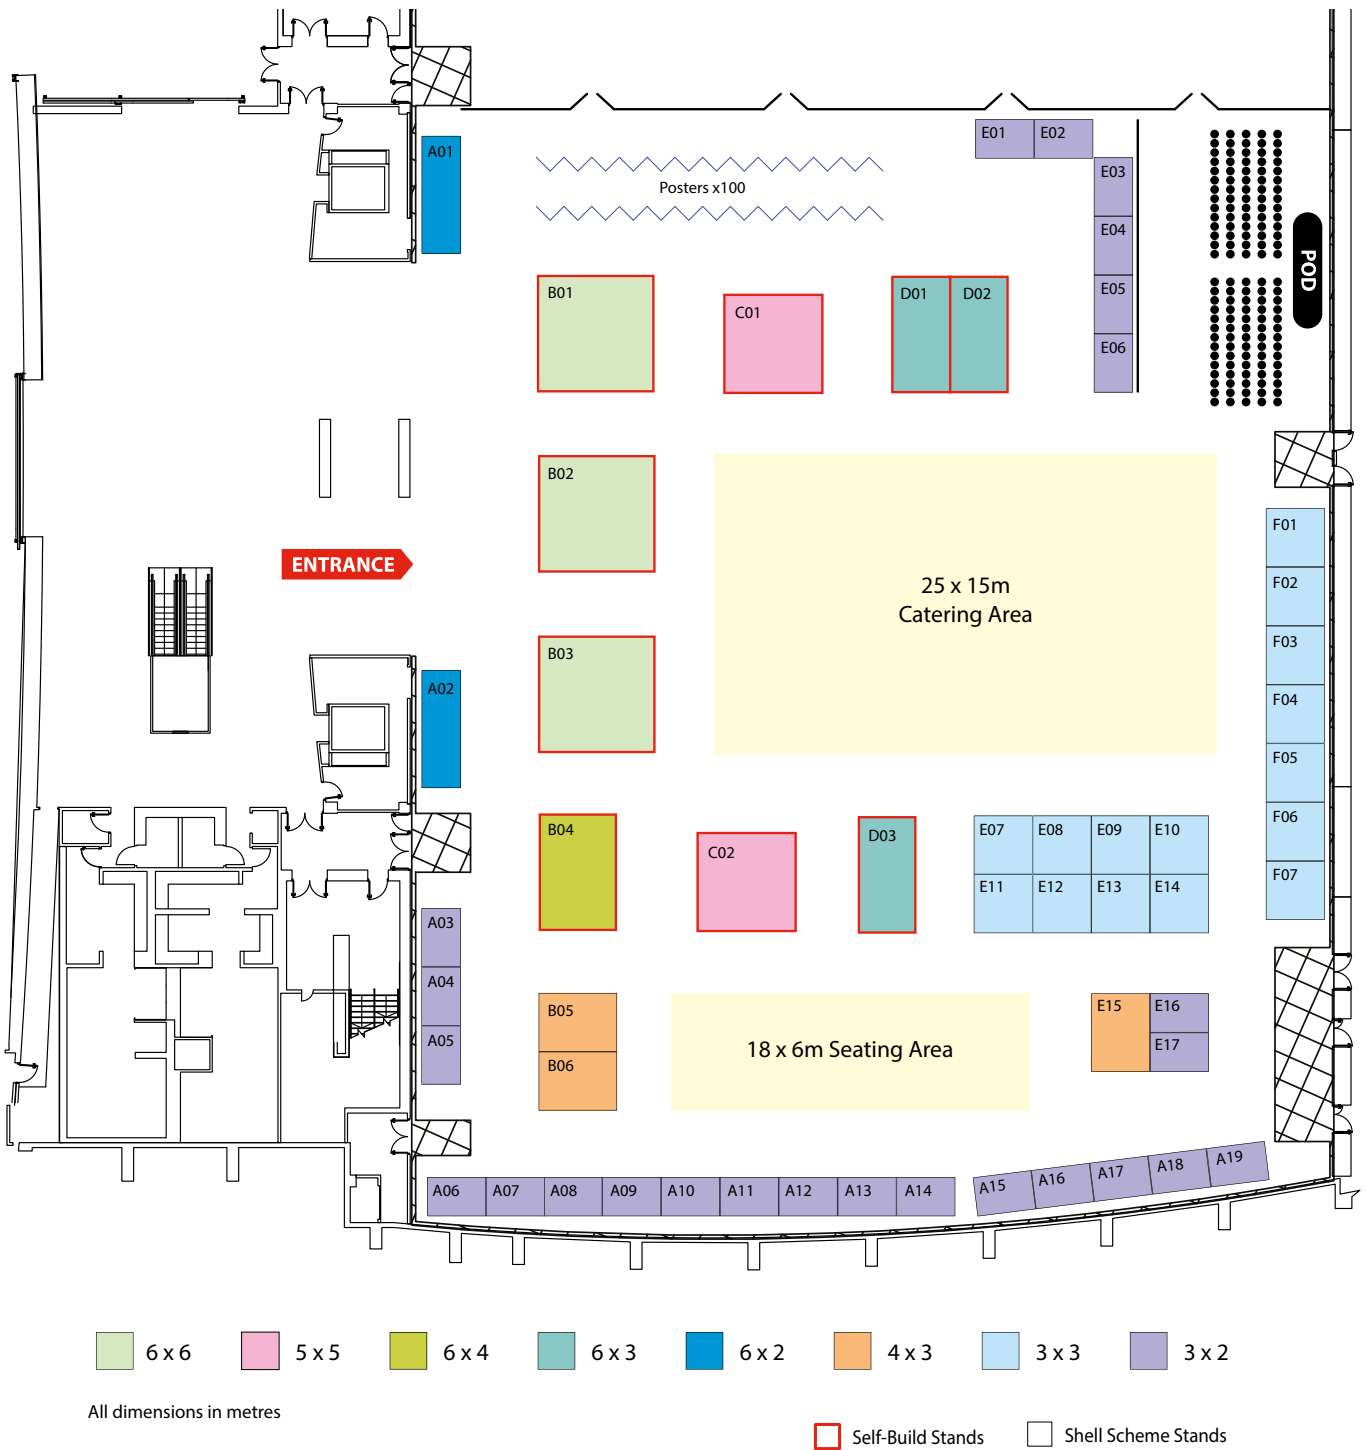 E01 E02
A01
E03
Posters x100
E04
POD
E05
B01
D01 D02
C01
E06
B02
F01
ENTRANCE
25 x 15m
Catering Area
F02
F03
B03
A02
F04
F05
F06
B04
C02
D03
E07 E08 E09 E10
F07
E11 E12 E13 E14
A03
A04
A05
B05
B06
18 x 6m Seating Area
E15 E16
E17
A06 A07 A08 A09 A10 A11 A12 A13 A14
A15 A16 A17 A18 A19
6 x 6 5 x 5 6 x 4 6 x 3 6 x 2 4 x 3 3 x 3 3 x 2
All dimensions in metres
Self-Build Stands Shell Scheme Stands